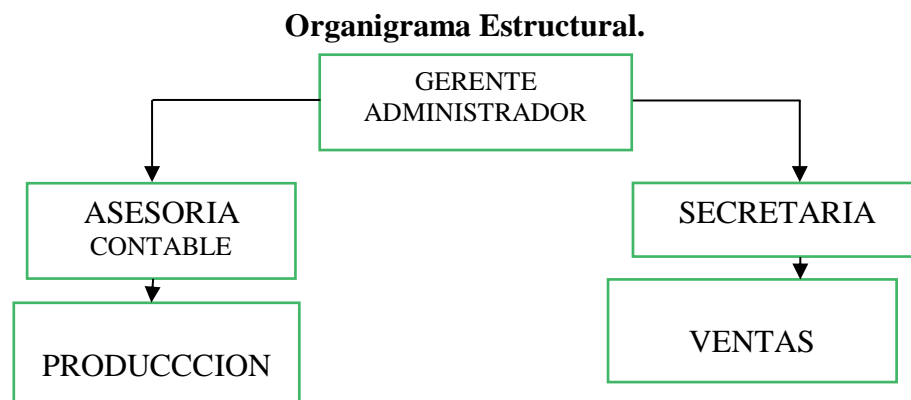 Organigrama Estructural.
GERENTE
ADMINISTRADOR
ASESORIA
CONTABLE
SECRETARIA
PRODUCCCION
VENTAS